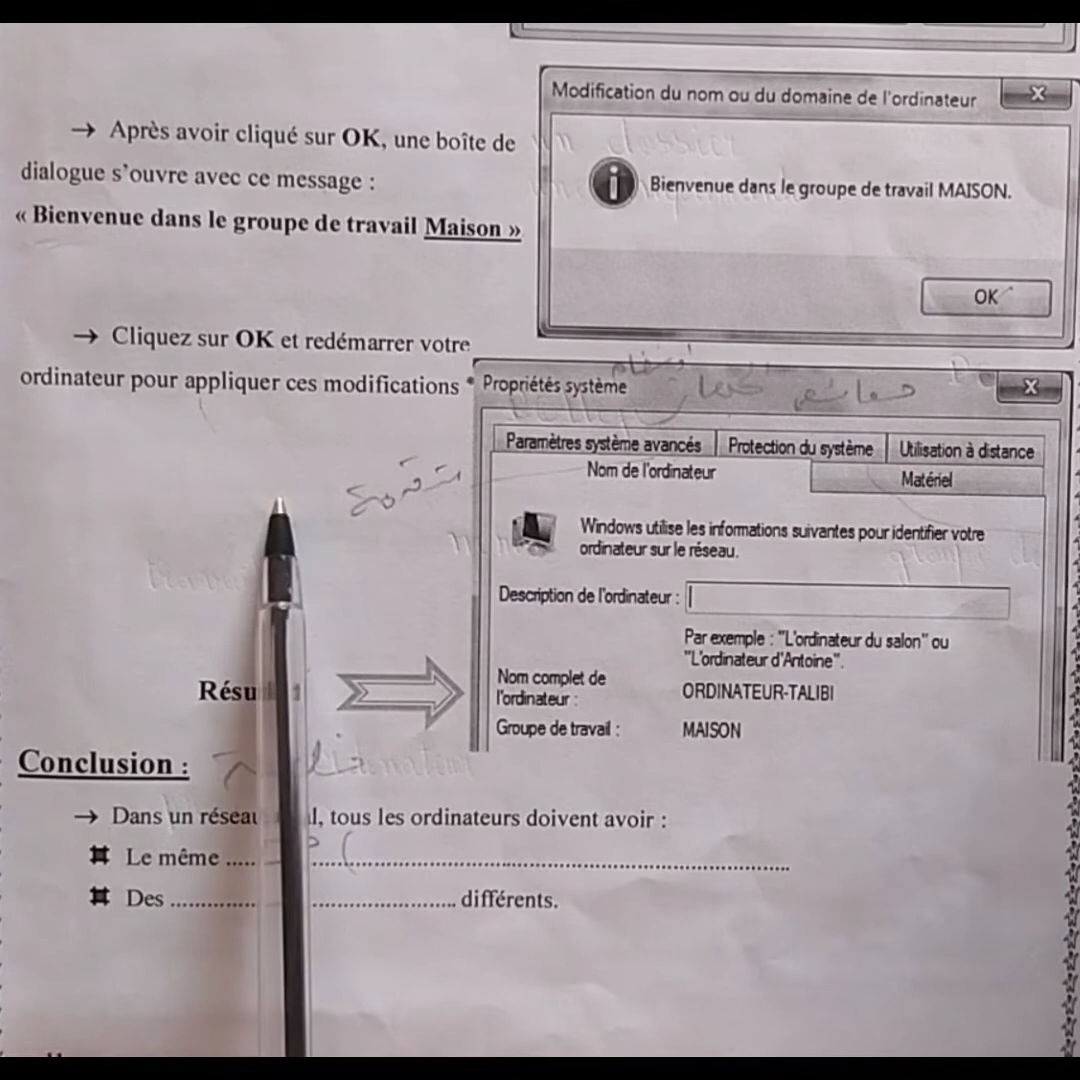 Modification du nom ou du domaine de l'ordinateur
→ Après avoir cliqué sur OK, une boîte de
dialogue s'ouvre avec ce message :
« Bienvenue dans le groupe de travail Maison »
Bienvenue dans le groupe de travail MAISON.
OK
→ Cliquez sur OK et redémarrer votre
ordinateur pour appliquer ces modifications
Propriétés système
Paramètres système avancés Protection du système Utilisation à distance
Nom de l'ordinateur Matériel
Windows utilise les informations suivantes pour identifier votre
ordinateur sur le réseau.
Description de l'ordinateur :
Par exemple : "L'ordinateur du salon" ou
"L'ordinateur d'Antoine".
Nom complet de
l'ordinateur :
ORDINATEUR-TALIBI
Groupe de travail : MAISON
Résu
Conclusion :
→ Dans un réseau l, tous les ordinateurs doivent avoir :
⌗ Le même ..... ...............................................................
⌗ Des .............. ....................... différents.